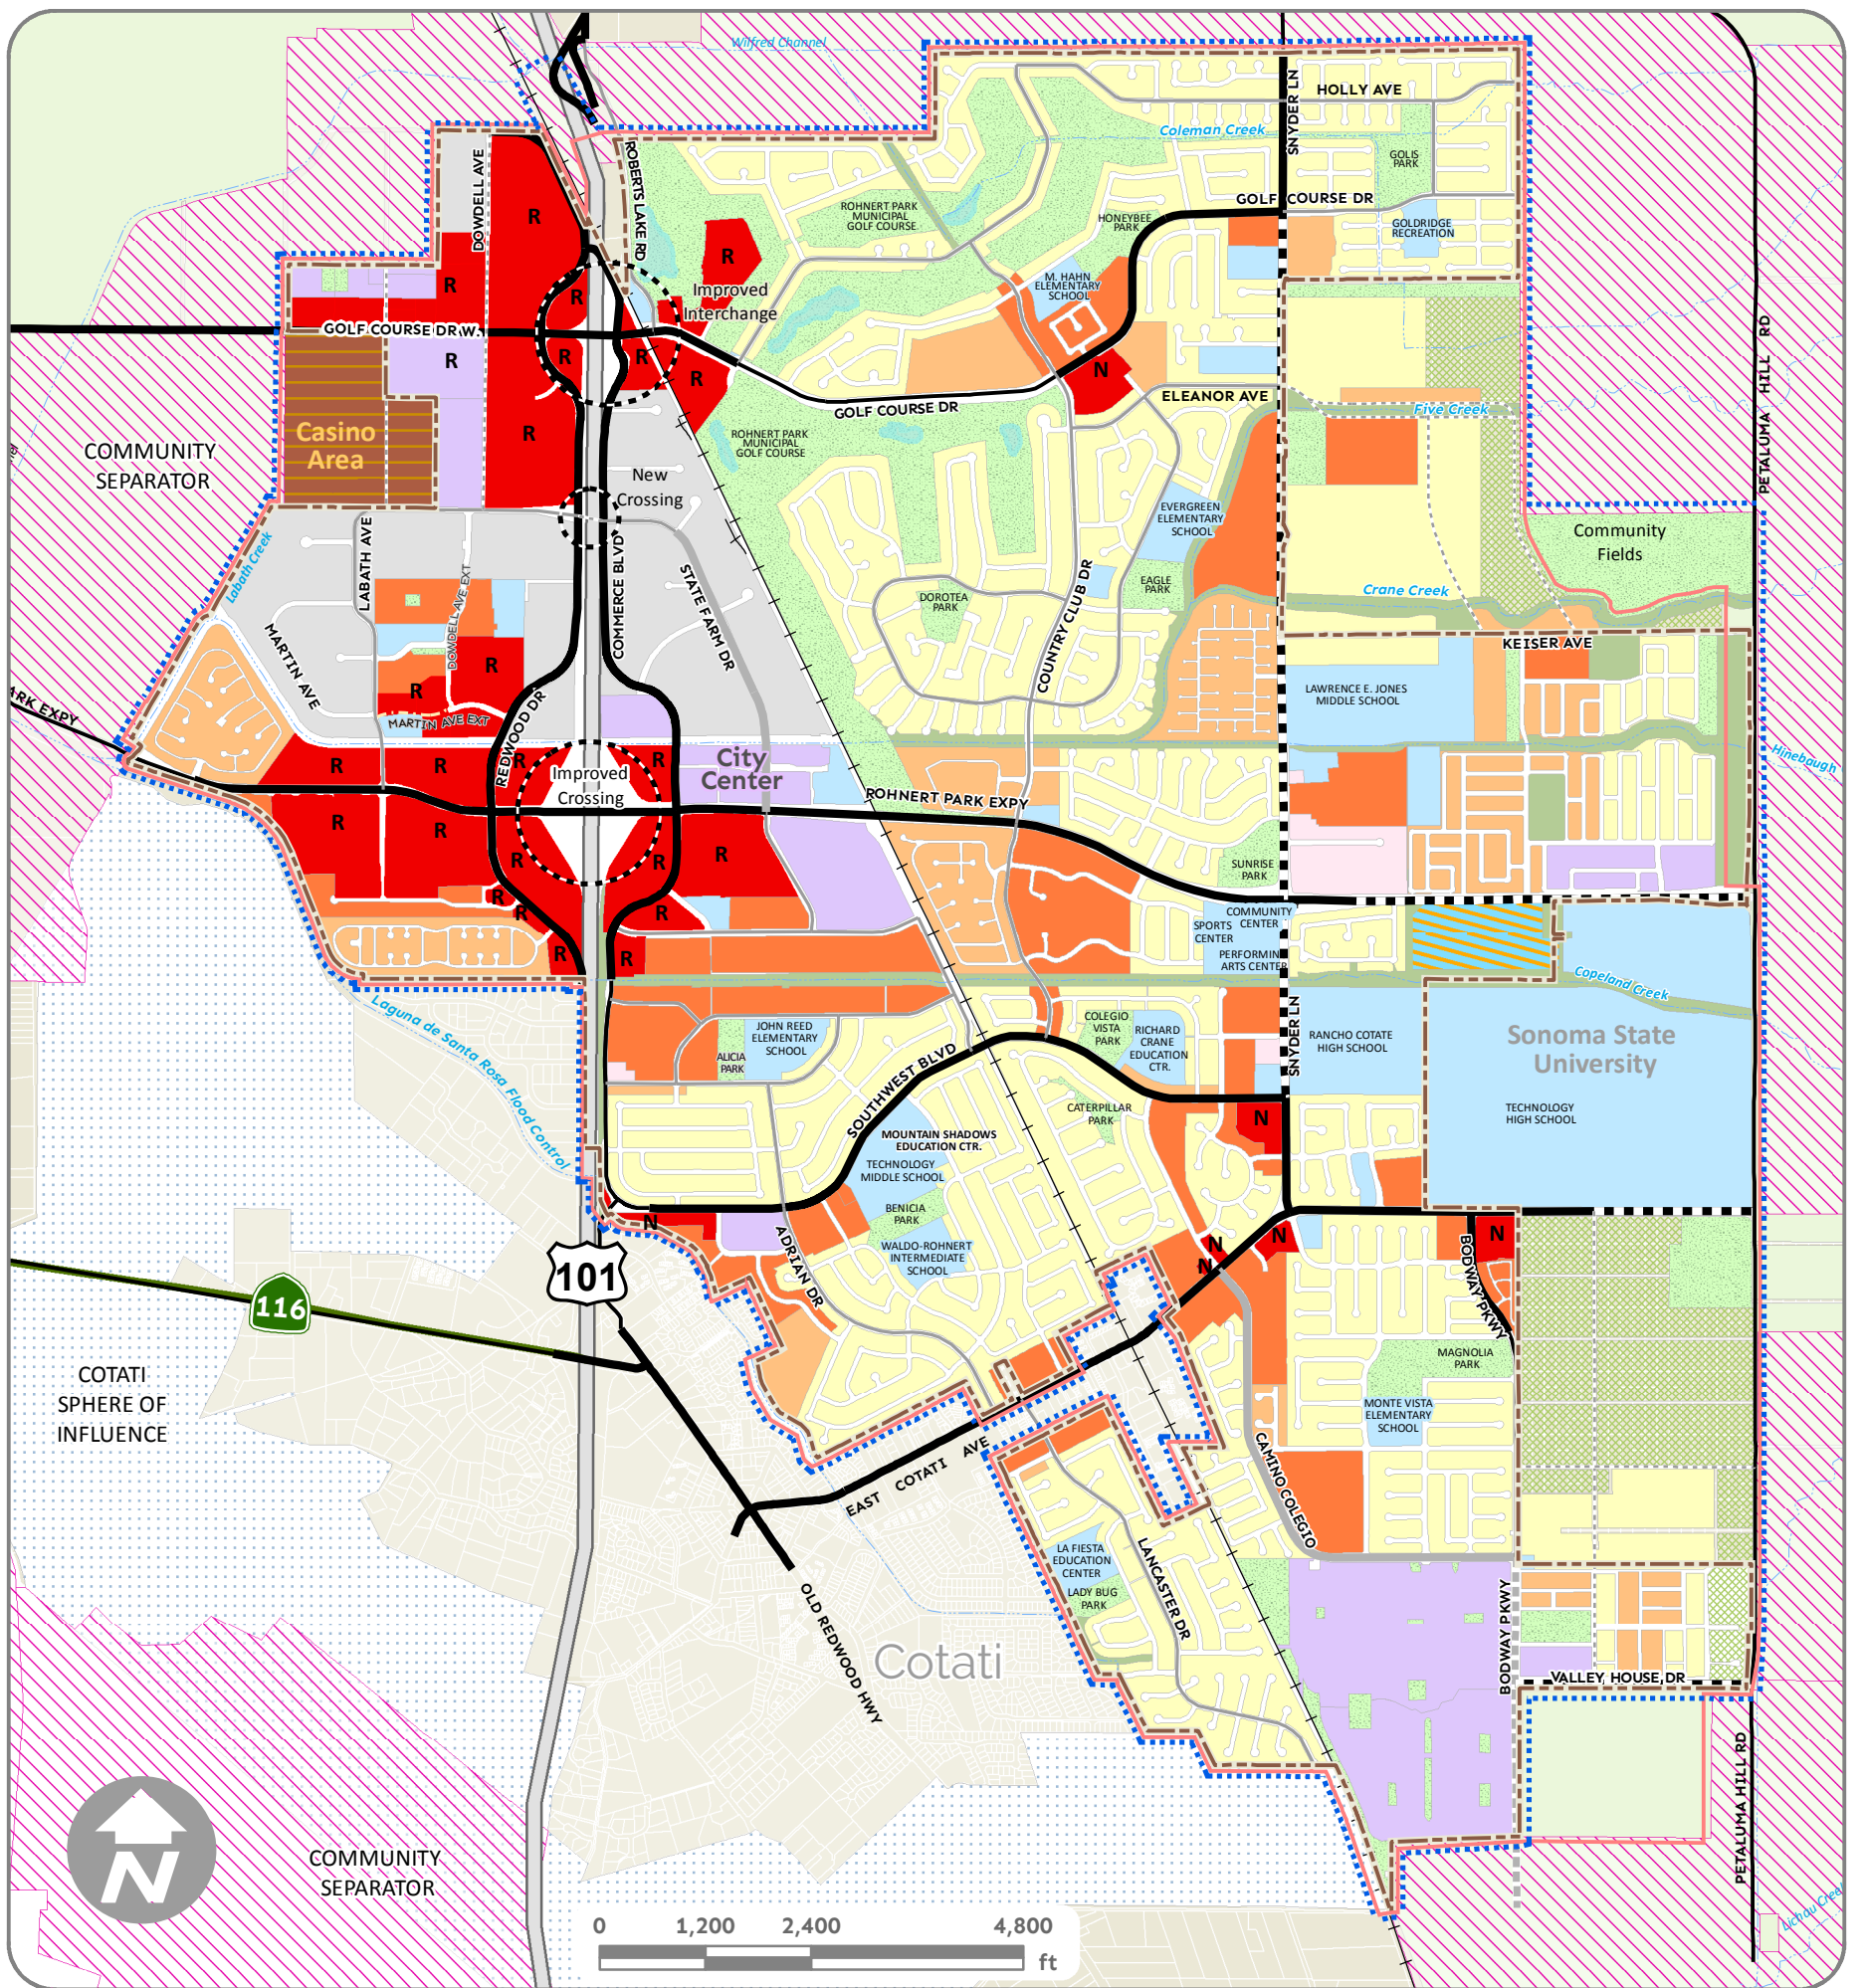 Wilfred Channel
HOLLY AVE
SNYDER LN
Coleman Creek
GOLIS
PARK
DOWDELL AVE
ROBERTS LAKE RD
R
ROHNERT PARK
MUNICIPAL
GOLF COURSE
HONEYBEE
PARK
GOLF COURSE DR
GOLDRIDGE
RECREATION
R
R
R
Improved
Interchange
M. HAHN
ELEMENTARY
SCHOOL
GOLF COURSE DR W.
R
R
R
R
N
PETALUMA HILL RD
ELEANOR AVE
GOLF COURSE DR
Five Creek
Casino
Area
R
COMMUNITY
SEPARATOR
ROHNERT PARK
MUNICIPAL
GOLF COURSE
New
Crossing
EVERGREEN
ELEMENTARY
SCHOOL
Community
Fields
Labath Creek
LABATH AVE
DOWDELL AVE EXT
COMMERCE BLVD
STATE FARM DR
DOROTEA
PARK
COUNTRY CLUB DR
EAGLE
PARK
Crane Creek
KEISER AVE
MARTIN AVE
R
R
MARTIN AVE EXT
LAWRENCE E. JONES
MIDDLE SCHOOL
ARK EXPY
REDWOOD DR
R
R
R
R
Improved
Crossing
City
Center
Hinebaugh
ROHNERT PARK EXPY
R
R
R
R
R
SUNRISE
PARK
R
R
R
COMMUNITY
CENTER
SPORTS
CENTER
PERFORMIN
ARTS CENTER
R
R
Copeland Creek
Laguna de Santa Rosa Flood Control
JOHN REED
ELEMENTARY
SCHOOL
ALICIA
PARK
SOUTHWEST BLVD
COLEGIO
VISTA
PARK
RICHARD
CRANE
EDUCATION
CTR.
SNYDER LN
RANCHO COTATE
HIGH SCHOOL
Sonoma State
University
CATERPILLAR
PARK
N
TECHNOLOGY
HIGH SCHOOL
MOUNTAIN SHADOWS
EDUCATION CTR.
TECHNOLOGY
MIDDLE SCHOOL
BENICIA
PARK
N
ADRIAN DR
WALDO-ROHNERT
INTERMEDIATE
SCHOOL
N
N
N
N
BODWAY PKWY
101
116
MAGNOLIA
PARK
COTATI
SPHERE OF
INFLUENCE
MONTE VISTA
ELEMENTARY
SCHOOL
EAST COTATI AVE
CAMINO COLEGIO
LA FIESTA
EDUCATION
CENTER
LADY BUG
PARK
LANCASTER DR
OLD REDWOOD HWY
Cotati
BODWAY PKWY
VALLEY HOUSE DR
PETALUMA HILL RD
COMMUNITY
SEPARATOR
N
Lichau Creek
0 1,200 2,400 4,800
ft